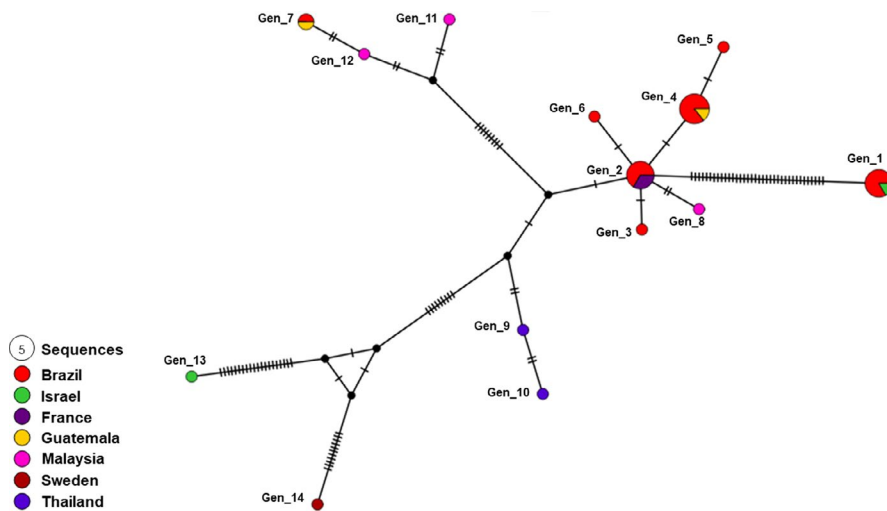 Gen_7
Gen_11
Gen_12
Gen_5
Gen_4
Gen_6
Gen_1
Gen_2
Gen_8
Gen_3
Gen_9
Gen_13
Gen_10
Gen_14
5 Sequences
Brazil
Israel
France
Guatemala
Malaysia
Sweden
Thailand